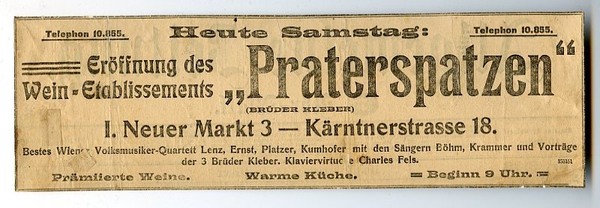 Telephon 10.855. Heute Samstag: Telephon 10.855.
Eröffnung des
Wein-Etablissements „Praterspatzen“
(BRÜDER KLEBER)
I. Neuer Markt 3 — Kärntnerstrasse 18.
Bestes Wiener Volksmusiker-Quartett Lenz, Ernst, Platzer, Kumhofer mit den Sängern Böhm, Krammer und Vorträge
der 3 Brüder Kleber. Klaviervirtuose Charles Fels.
Prämiierte Weine. Warme Küche. Beginn 9 Uhr.